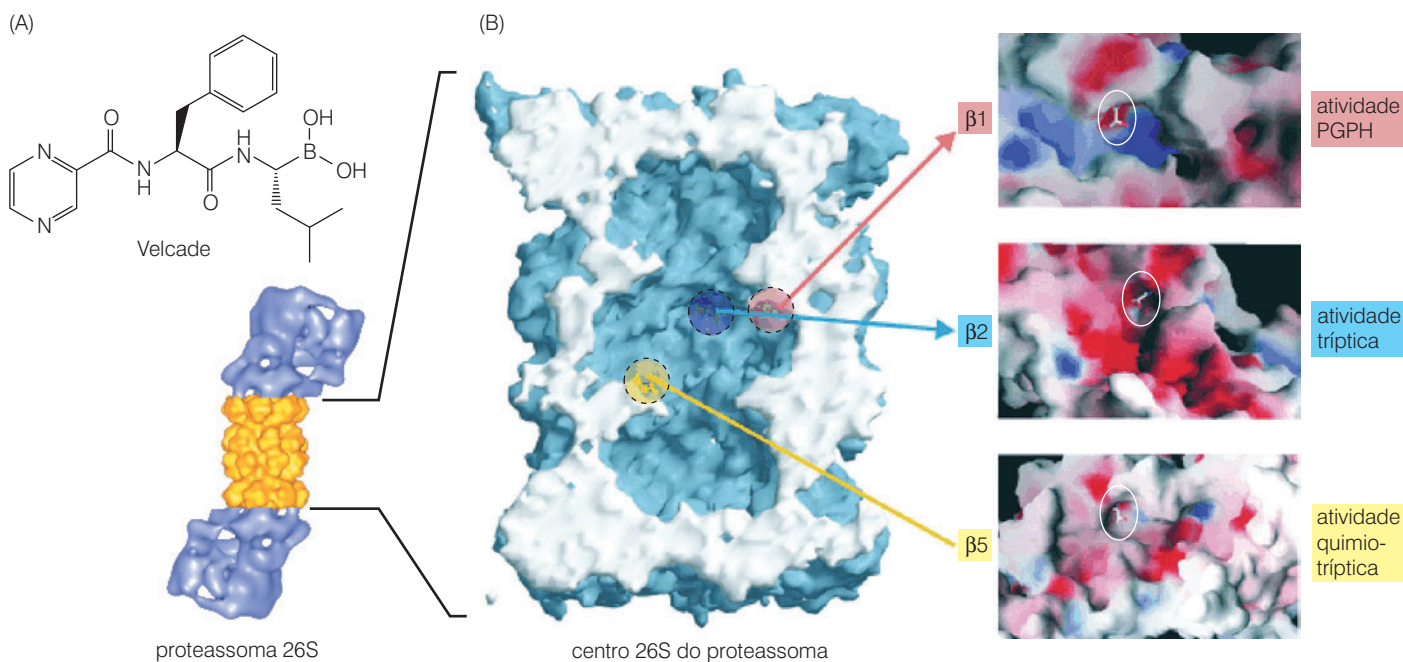 (A)
O
N
N
N
H
O
H
N
B
OH
OH
Velcade
proteassoma 26S
(B)
centro 26S do proteassoma
β1
atividade
PGPH
β2
atividade
tríptica
β5
atividade
quimio-
tríptica